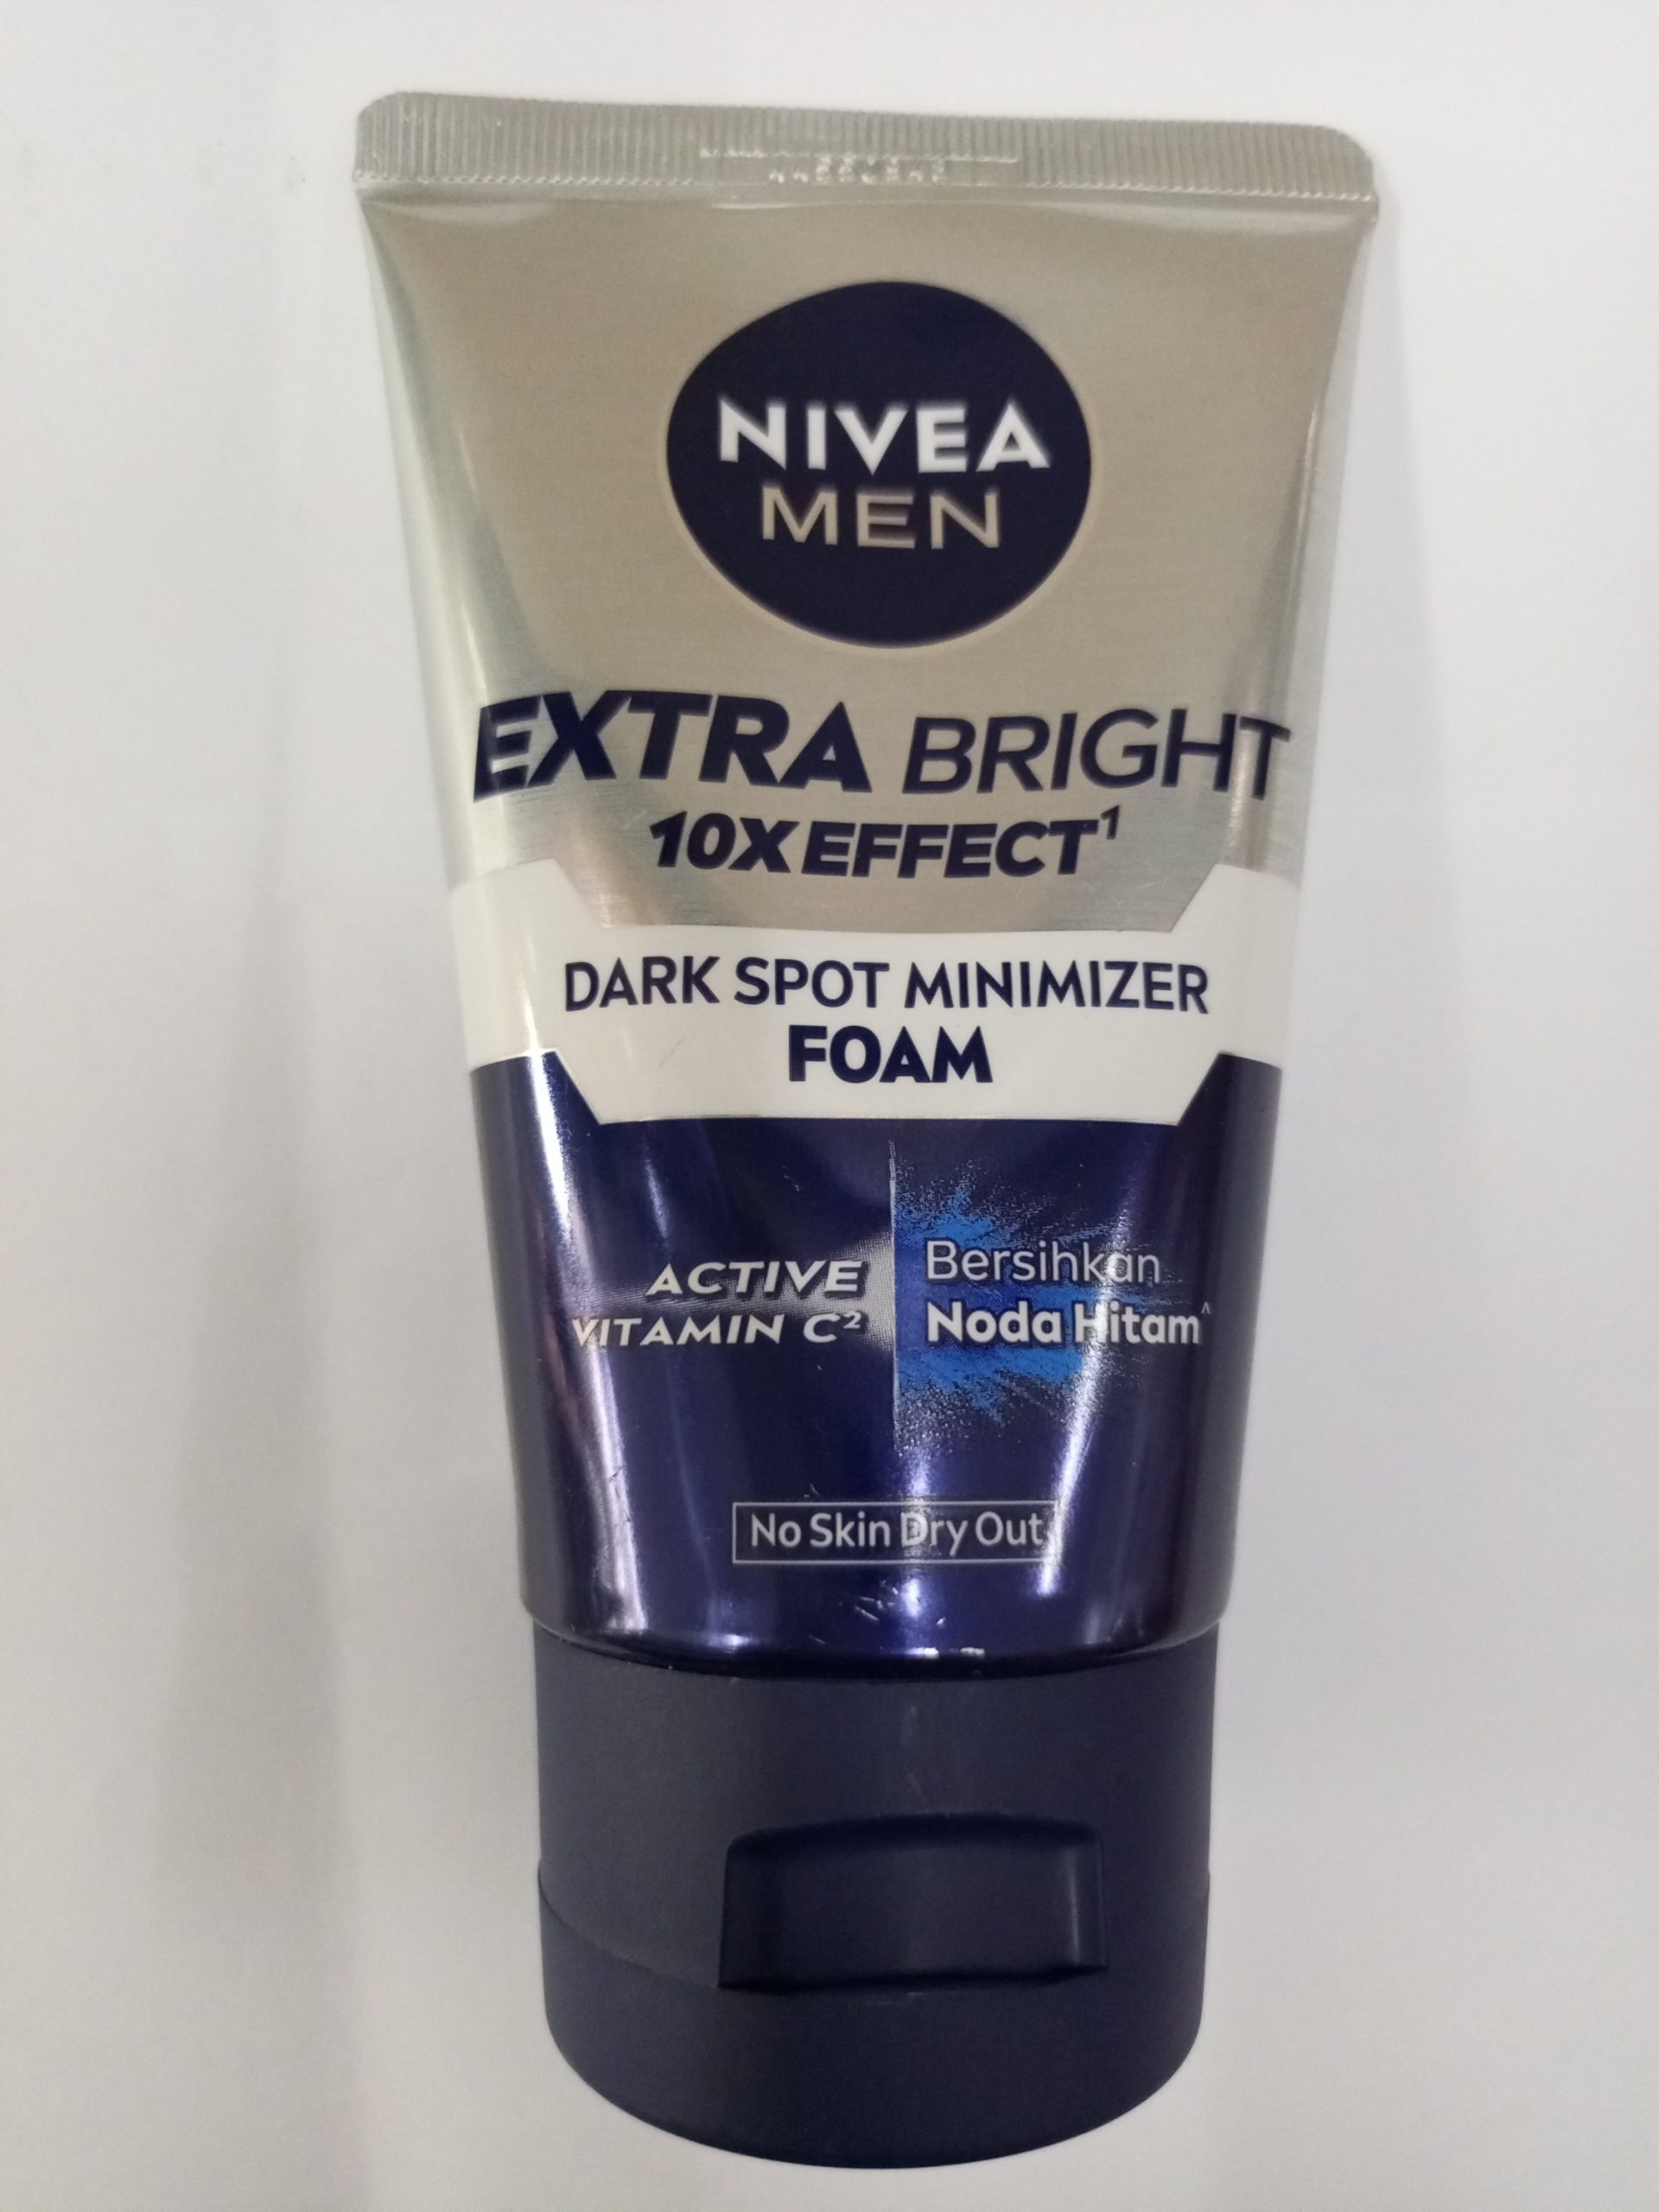 NIVEA
MEN
EXTRA BRIGHT
10X EFFECT¹
DARK SPOT MINIMIZER
FOAM
ACTIVE
VITAMIN C²
Bersihkan
Noda Hitam^
No Skin Dry Out